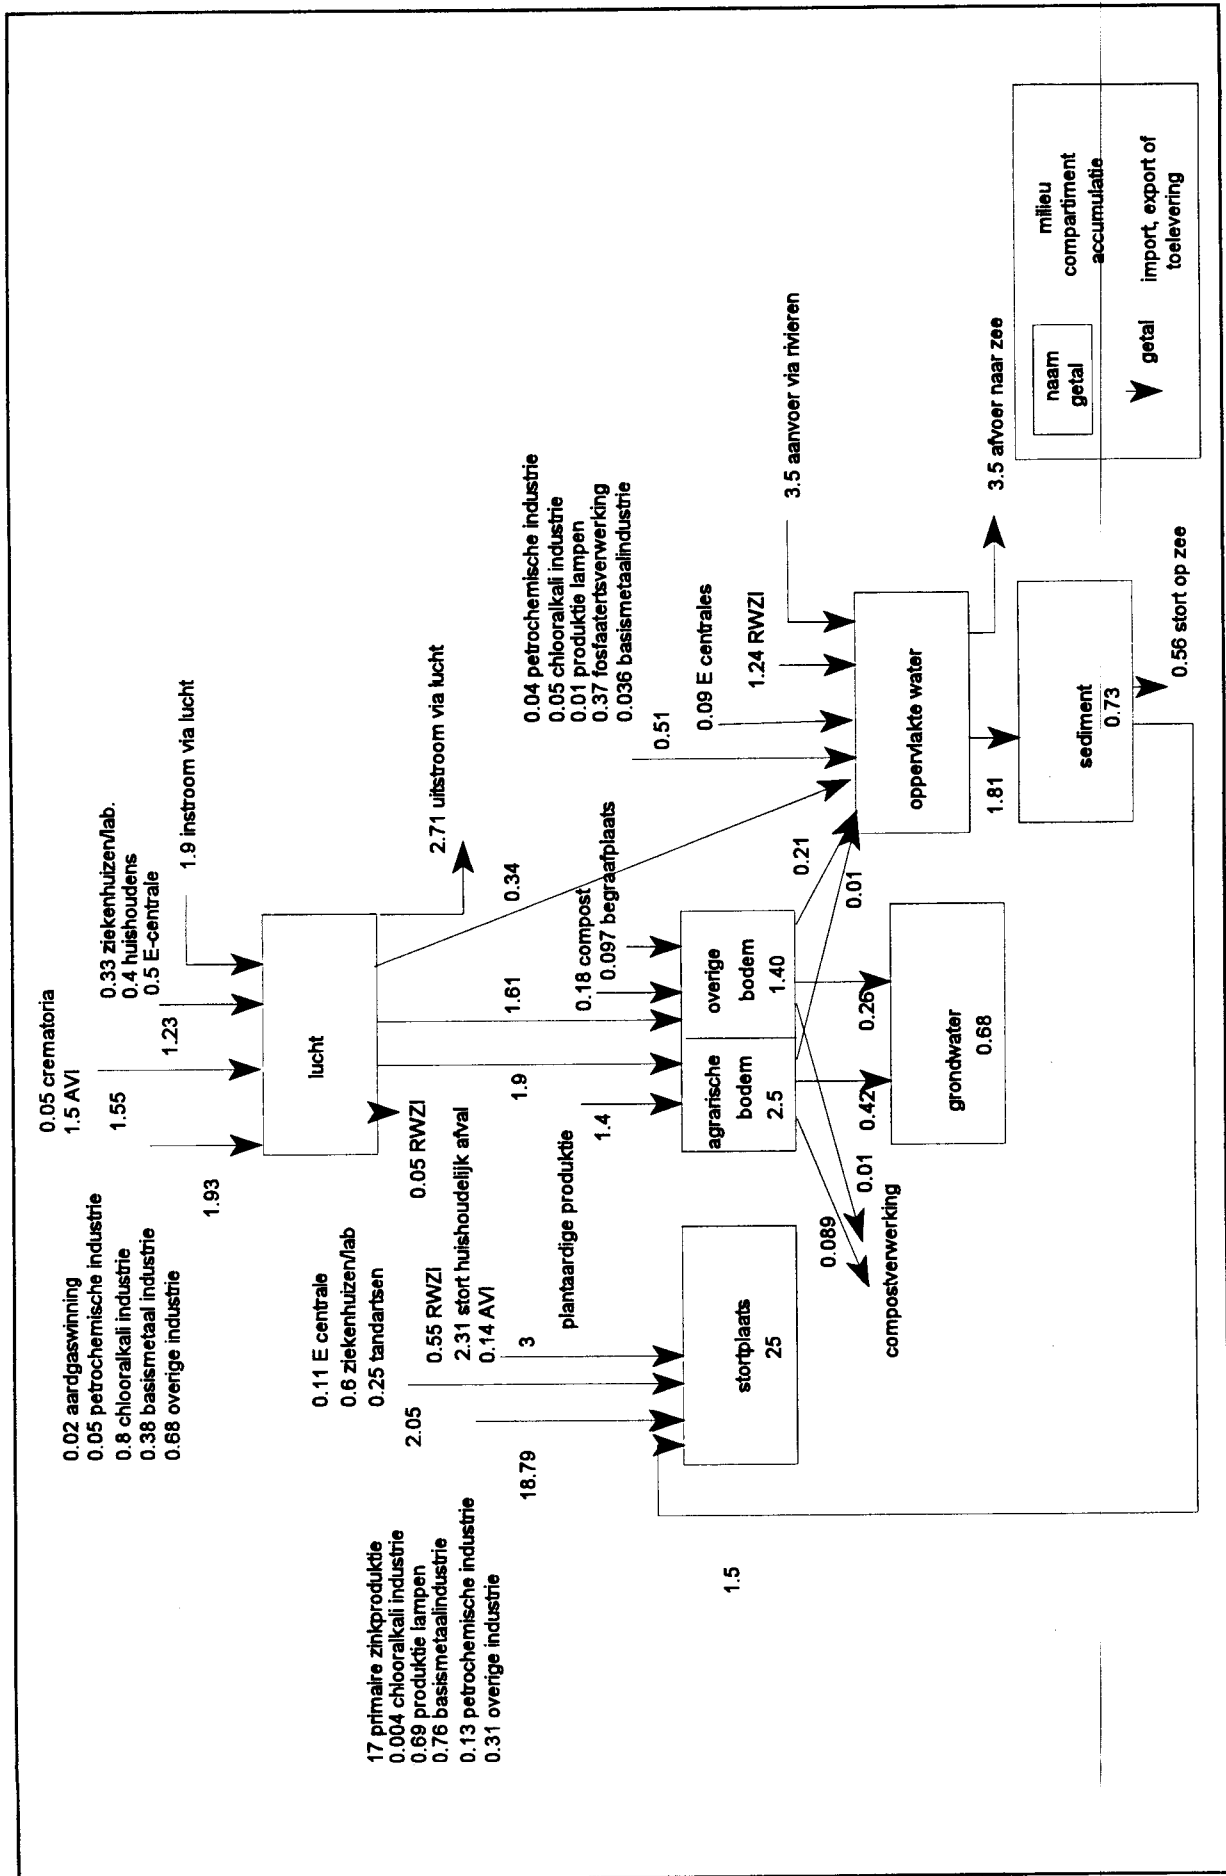 0.05 crematoria
1.5 AVI
1.55
0.02 aardgaswinning
0.05 petrochemische industrie
0.8 chlooralkali industrie
0.38 basismetaal industrie
0.68 overige industrie
1.93
0.33 ziekenhuizen/lab.
0.4 huishoudens
0.5 E-centrale
1.23
1.9 instroom via lucht
lucht
2.71 uitstroom via lucht
0.05 RWZI
0.34
1.61
1.9
0.11 E centrale
0.6 ziekenhuizen/lab
0.25 tandartsen
2.05
0.55 RWZI
2.31 stort huishoudelijk afval
0.14 AVI
3
17 primaire zinkproduktie
0.004 chlooralkali industrie
0.69 produktie lampen
0.76 basismetaalindustrie
0.13 petrochemische industrie
0.31 overige industrie
18.79
1.5
stortplaats
25
plantaardige produktie
1.4
0.18 compost
0.097 begraafplaats
agrarische
bodem
2.5
overige
bodem
1.40
0.089
0.01
compostverwerking
0.42
0.26
grondwater
0.68
0.21
0.01
0.04 petrochemische industrie
0.05 chlooralkali industrie
0.01 produktie lampen
0.37 fosfaatertsverwerking
0.036 basismetaalindustrie
0.51
0.09 E centrales
1.24 RWZI
3.5 aanvoer via rivieren
oppervlakte water
3.5 afvoer naar zee
1.81
sediment
0.73
0.56 stort op zee
naam
getal
milieu
compartiment
accumulatie
getal
import, export of
toelevering